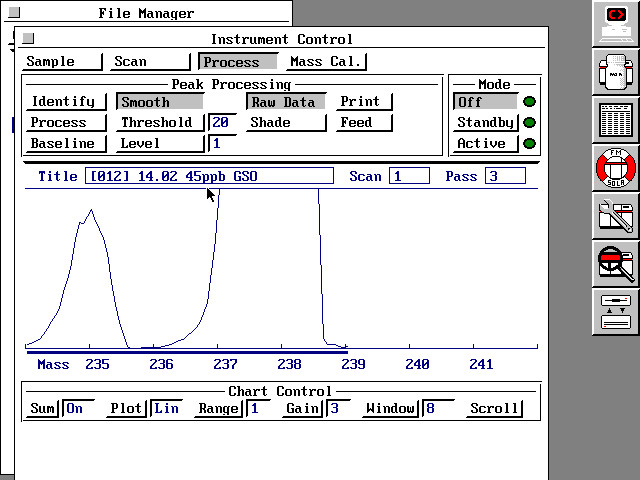 File Manager
Instrument Control
Sample Scan Process Mass Cal.
Peak Processing Mode
Identify Smooth Raw Data Print Off
Process Threshold 20 Shade Feed Standby
Baseline Level 1 Active
Title [012] 14.02 45ppb GSO Scan 1 Pass 3
Mass 235 236 237 238 239 240 241
Chart Control
Sum On Plot Lin Range 1 Gain 3 Window 8 Scroll
FM
SOLA